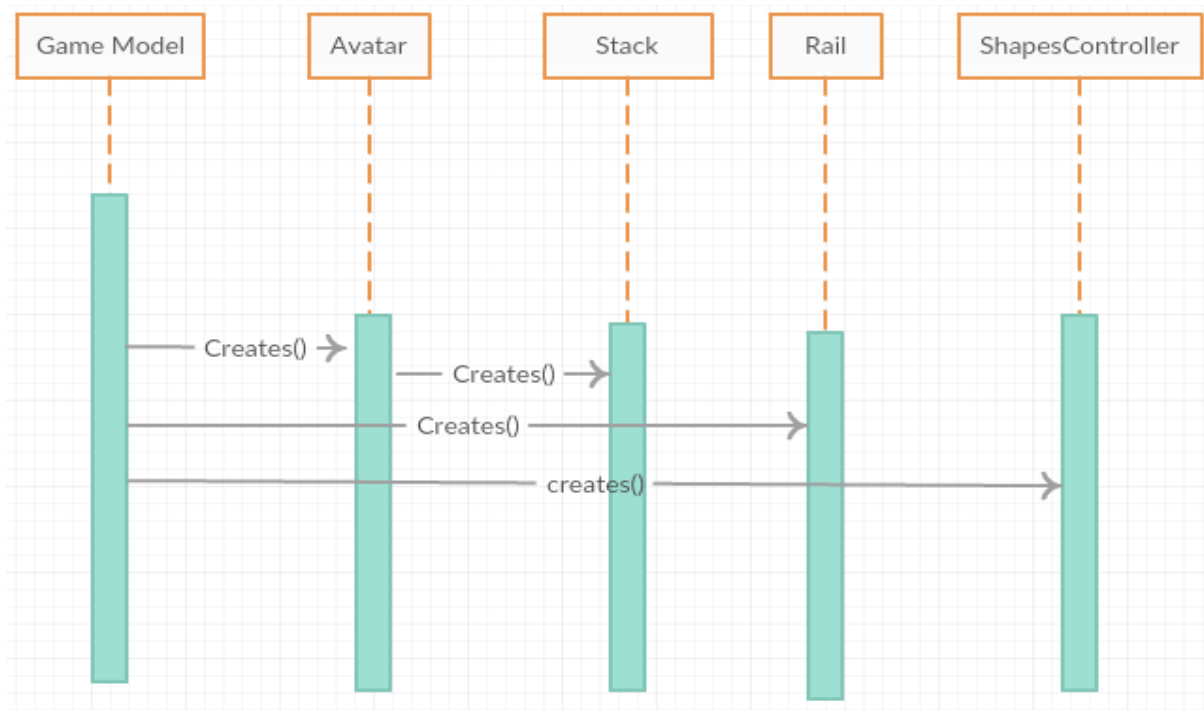 Game Model
Avatar
Stack
Rail
ShapesController
Creates()
Creates()
Creates()
creates()